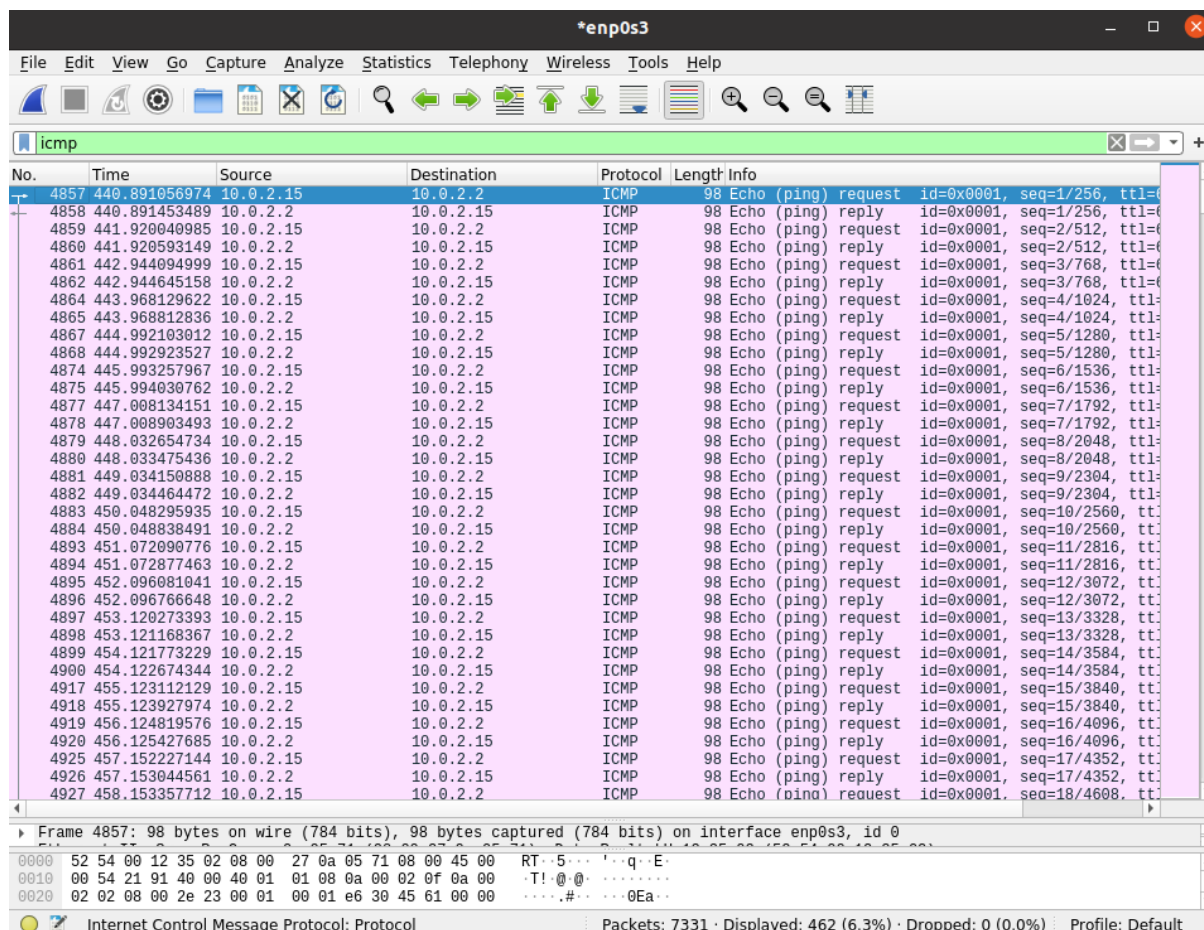 *enp0s3
File Edit View Go Capture Analyze Statistics Telephony Wireless Tools Help
icmp
No. Time Source Destination Protocol Length Info
4857 440.891056974 10.0.2.15 10.0.2.2 ICMP 98 Echo (ping) request id=0x0001, seq=1/256, ttl=6
4858 440.891453489 10.0.2.2 10.0.2.15 ICMP 98 Echo (ping) reply id=0x0001, seq=1/256, ttl=6
4859 441.920040985 10.0.2.15 10.0.2.2 ICMP 98 Echo (ping) request id=0x0001, seq=2/512, ttl=6
4860 441.920593149 10.0.2.2 10.0.2.15 ICMP 98 Echo (ping) reply id=0x0001, seq=2/512, ttl=6
4861 442.944094999 10.0.2.15 10.0.2.2 ICMP 98 Echo (ping) request id=0x0001, seq=3/768, ttl=6
4862 442.944645158 10.0.2.2 10.0.2.15 ICMP 98 Echo (ping) reply id=0x0001, seq=3/768, ttl=6
4864 443.968129622 10.0.2.15 10.0.2.2 ICMP 98 Echo (ping) request id=0x0001, seq=4/1024, ttl=
4865 443.968812836 10.0.2.2 10.0.2.15 ICMP 98 Echo (ping) reply id=0x0001, seq=4/1024, ttl=
4867 444.992103012 10.0.2.15 10.0.2.2 ICMP 98 Echo (ping) request id=0x0001, seq=5/1280, ttl=
4868 444.992923527 10.0.2.2 10.0.2.15 ICMP 98 Echo (ping) reply id=0x0001, seq=5/1280, ttl=
4874 445.993257967 10.0.2.15 10.0.2.2 ICMP 98 Echo (ping) request id=0x0001, seq=6/1536, ttl=
4875 445.994030762 10.0.2.2 10.0.2.15 ICMP 98 Echo (ping) reply id=0x0001, seq=6/1536, ttl=
4877 447.008134151 10.0.2.15 10.0.2.2 ICMP 98 Echo (ping) request id=0x0001, seq=7/1792, ttl=
4878 447.008903493 10.0.2.2 10.0.2.15 ICMP 98 Echo (ping) reply id=0x0001, seq=7/1792, ttl=
4879 448.032654734 10.0.2.15 10.0.2.2 ICMP 98 Echo (ping) request id=0x0001, seq=8/2048, ttl=
4880 448.033475436 10.0.2.2 10.0.2.15 ICMP 98 Echo (ping) reply id=0x0001, seq=8/2048, ttl=
4881 449.034150888 10.0.2.15 10.0.2.2 ICMP 98 Echo (ping) request id=0x0001, seq=9/2304, ttl=
4882 449.034464472 10.0.2.2 10.0.2.15 ICMP 98 Echo (ping) reply id=0x0001, seq=9/2304, ttl=
4883 450.048295935 10.0.2.15 10.0.2.2 ICMP 98 Echo (ping) request id=0x0001, seq=10/2560, tt
4884 450.048838491 10.0.2.2 10.0.2.15 ICMP 98 Echo (ping) reply id=0x0001, seq=10/2560, tt
4893 451.072090776 10.0.2.15 10.0.2.2 ICMP 98 Echo (ping) request id=0x0001, seq=11/2816, tt
4894 451.072877463 10.0.2.2 10.0.2.15 ICMP 98 Echo (ping) reply id=0x0001, seq=11/2816, tt
4895 452.096081041 10.0.2.15 10.0.2.2 ICMP 98 Echo (ping) request id=0x0001, seq=12/3072, tt
4896 452.096766648 10.0.2.2 10.0.2.15 ICMP 98 Echo (ping) reply id=0x0001, seq=12/3072, tt
4897 453.120273393 10.0.2.15 10.0.2.2 ICMP 98 Echo (ping) request id=0x0001, seq=13/3328, tt
4898 453.121168367 10.0.2.2 10.0.2.15 ICMP 98 Echo (ping) reply id=0x0001, seq=13/3328, tt
4899 454.121773229 10.0.2.15 10.0.2.2 ICMP 98 Echo (ping) request id=0x0001, seq=14/3584, tt
4900 454.122674344 10.0.2.2 10.0.2.15 ICMP 98 Echo (ping) reply id=0x0001, seq=14/3584, tt
4917 455.123112129 10.0.2.15 10.0.2.2 ICMP 98 Echo (ping) request id=0x0001, seq=15/3840, tt
4918 455.123927974 10.0.2.2 10.0.2.15 ICMP 98 Echo (ping) reply id=0x0001, seq=15/3840, tt
4919 456.124819576 10.0.2.15 10.0.2.2 ICMP 98 Echo (ping) request id=0x0001, seq=16/4096, tt
4920 456.125427685 10.0.2.2 10.0.2.15 ICMP 98 Echo (ping) reply id=0x0001, seq=16/4096, tt
4925 457.152227144 10.0.2.15 10.0.2.2 ICMP 98 Echo (ping) request id=0x0001, seq=17/4352, tt
4926 457.153044561 10.0.2.2 10.0.2.15 ICMP 98 Echo (ping) reply id=0x0001, seq=17/4352, tt
4927 458.153357712 10.0.2.15 10.0.2.2 ICMP 98 Echo (ping) request id=0x0001, seq=18/4608, tt
Frame 4857: 98 bytes on wire (784 bits), 98 bytes captured (784 bits) on interface enp0s3, id 0
0000 52 54 00 12 35 02 08 00 27 0a 05 71 08 00 45 00 RT··5··· '··q··E·
0010 00 54 21 91 40 00 40 01 01 08 0a 00 02 0f 0a 00 ·T!·@·@· ········
0020 02 02 08 00 2e 23 00 01 00 01 e6 30 45 61 00 00 ····.#·· ···0Ea··
Internet Control Message Protocol: Protocol Packets: 7331 · Displayed: 462 (6.3%) · Dropped: 0 (0.0%) Profile: Default